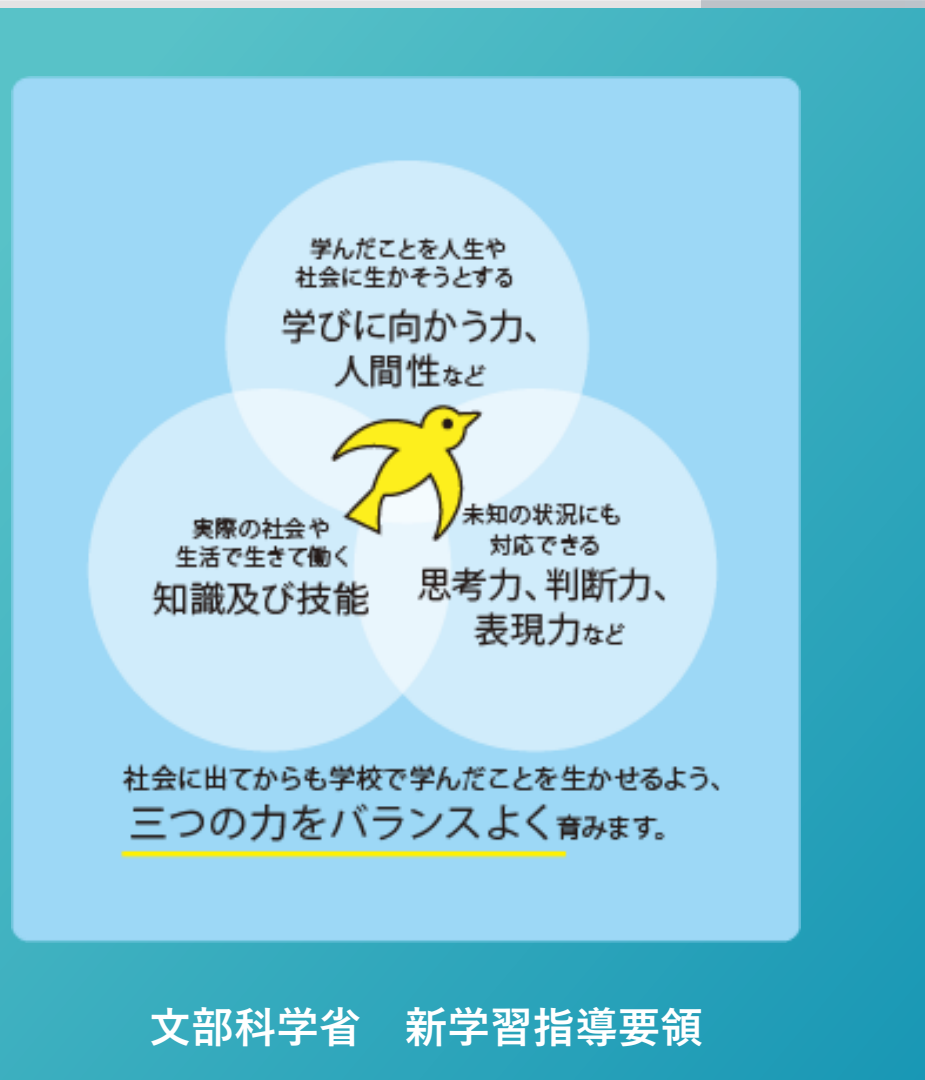 学んだことを人生や
社会に生かそうとする
学びに向かう力、
人間性など
実際の社会や
生活で生きて働く
知識及び技能
未知の状況にも
対応できる
思考力、判断力、
表現力など
社会に出てからも学校で学んだことを生かせるよう、
三つの力をバランスよく育みます。
文部科学省　新学習指導要領